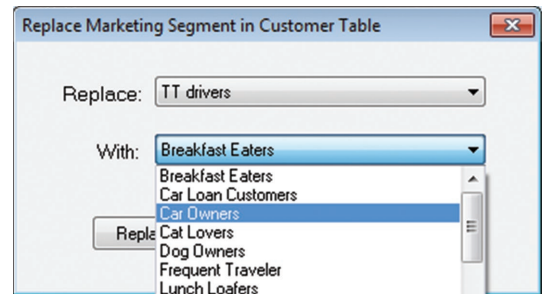 Replace Marketing Segment in Customer Table
Replace: TT drivers
With: Breakfast Eaters
Breakfast Eaters
Car Loan Customers
Car Owners
Cat Lovers
Dog Owners
Frequent Traveler
Lunch Loafers